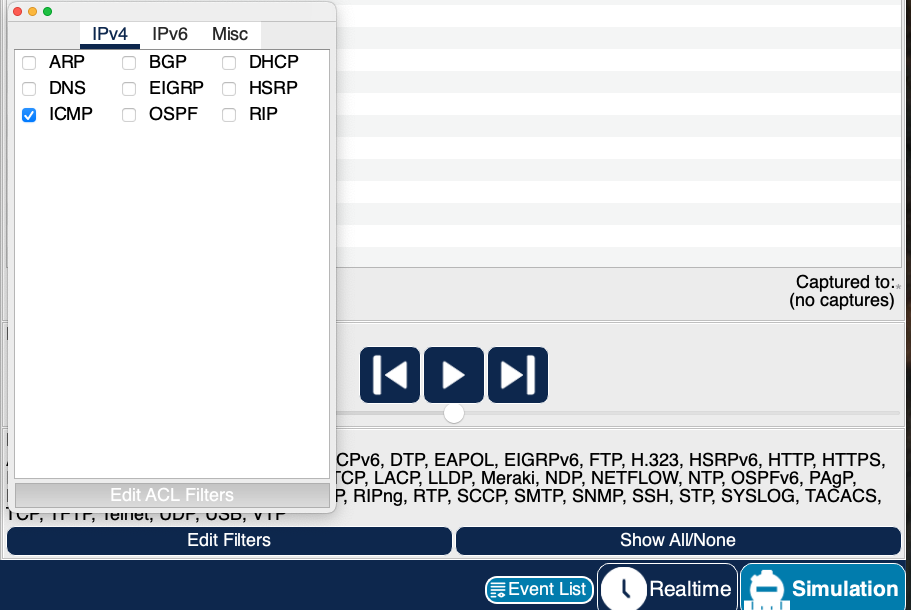 IPv4 IPv6 Misc
ARP BGP DHCP
DNS EIGRP HSRP
ICMP OSPF RIP
Captured to:*
(no captures)
CPv6, DTP, EAPOL, EIGRPv6, FTP, H.323, HSRPv6, HTTP, HTTPS,
TCP, LACP, LLDP, Meraki, NDP, NETFLOW, NTP, OSPFv6, PAgP,
P, RIPng, RTP, SCCP, SMTP, SNMP, SSH, STP, SYSLOG, TACACS,
Edit ACL Filters
TCP, TFTP, Telnet, UDP, USB, VTP
Edit Filters Show All/None
Event List Realtime Simulation